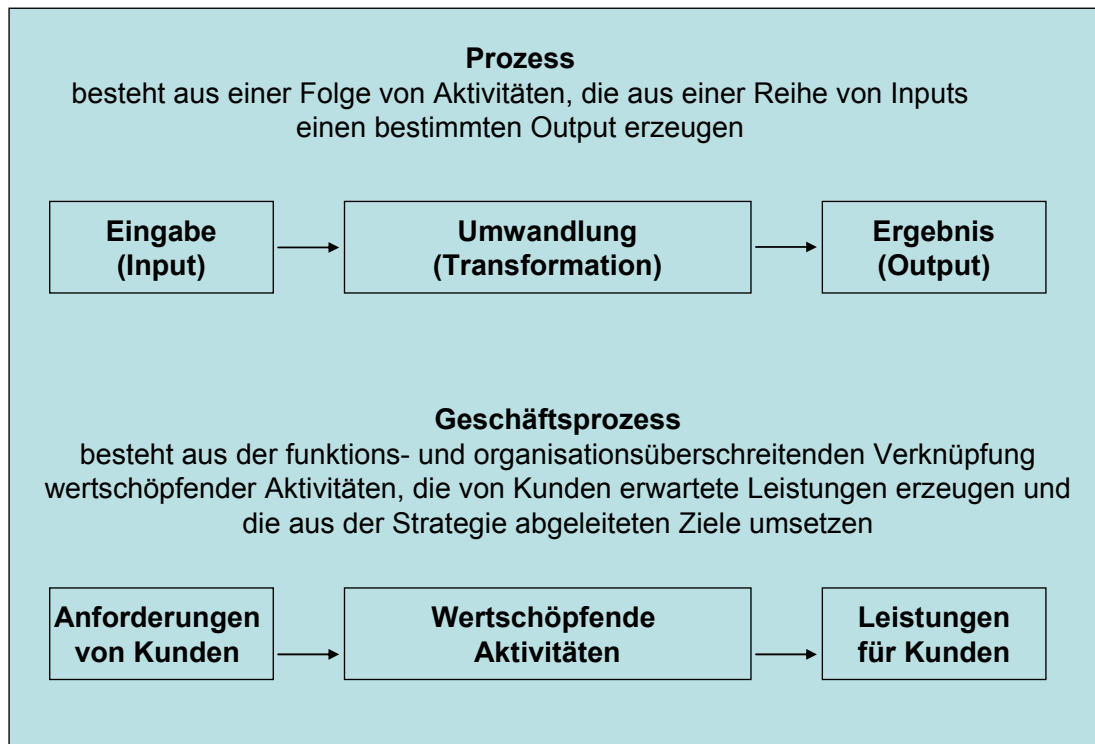 Prozess
besteht aus einer Folge von Aktivitäten, die aus einer Reihe von Inputs
einen bestimmten Output erzeugen
Eingabe
(Input)
Umwandlung
(Transformation)
Ergebnis
(Output)
Geschäftsprozess
besteht aus der funktions- und organisationsüberschreitenden Verknüpfung
wertschöpfender Aktivitäten, die von Kunden erwartete Leistungen erzeugen und
die aus der Strategie abgeleiteten Ziele umsetzen
Anforderungen
von Kunden
Wertschöpfende
Aktivitäten
Leistungen
für Kunden